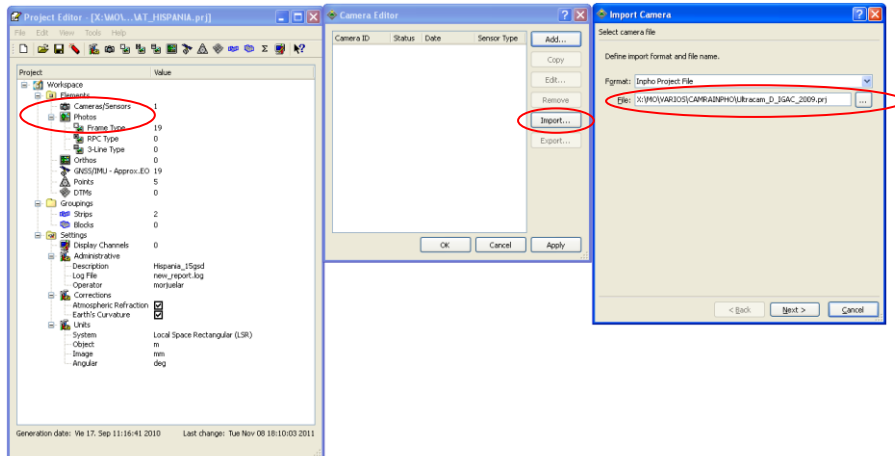 Project Editor - [X:\MO\...\AT_HISPANIA.prj]
File Edit View Tools Help
Project Value
Workspace
Elements
Cameras/Sensors 1
Photos
Frame Type 19
RPC Type 0
3-Line Type 0
Orthos 0
GNSS/IMU - Approx.EO 19
Points 5
DTMs 0
Groupings
Strips 2
Blocks 0
Settings
Display Channels 0
Administrative
Description Hispania_15gsd
Log File new_report.log
Operator morjuelar
Corrections
Atmospheric Refraction
Earth's Curvature
Units
System Local Space Rectangular (LSR)
Object m
Image mm
Angular deg
Generation date: Vie 17. Sep 11:16:41 2010 Last change: Tue Nov 08 18:10:03 2011
Camera Editor
Camera ID Status Date Sensor Type
Add...
Copy
Edit...
Remove
Import...
Export...
OK Cancel Apply
Import Camera
Select camera file
Define import format and file name.
Format: Inpho Project File
File: X:\MO\VARIOS\CAMRAINPHO\Ultracam_D_IGAC_2009.prj ...
< Back Next > Cancel